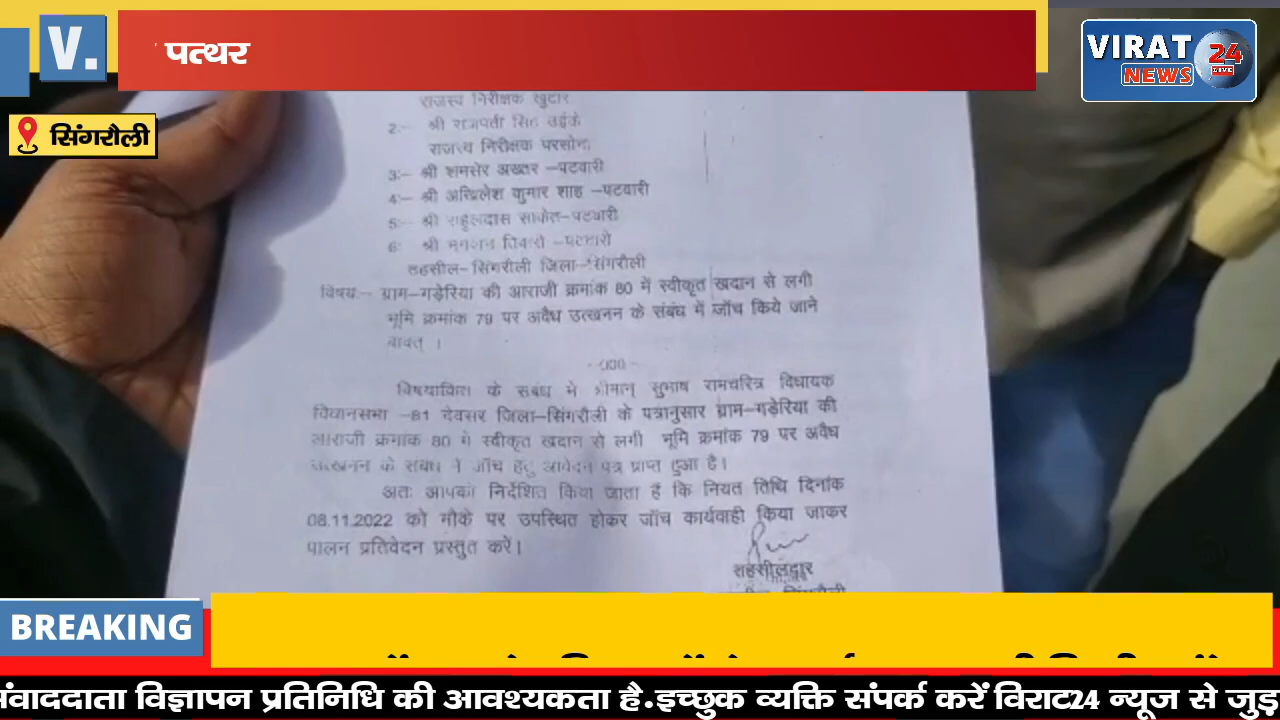 V.
पत्थर
VIRAT
NEWS
24
LIVE
सिंगरौली
राजस्व निरीक्षक खुटार
2:- श्री राजपती सिंह उईके
राजस्व निरीक्षक परसौना
3:- श्री शमसेर अख्तर –पटवारी
4:- श्री अखिलेश कुमार शाह –पटवारी
5:- श्री राहुलदास साकेत–पटवारी
6: श्री तिवारी –पटवारी
तहसील–सिंगरौली जिला–सिंगरौली
विषय:– ग्राम–गड़ेरिया की आराजी क्रमांक 80 में स्वीकृत खदान से लगी
भूमि क्रमांक 79 पर अवैध उत्खनन के संबंध में जॉच किये जाने
बावत् ।
विषयांकित के संबंध में श्रीमान् सुभाष रामचरित्र विधायक
विधानसभा –81 देवसर जिला–सिंगरौली के पत्रानुसार ग्राम–गड़ेरिया की
आराजी क्रमांक 80 में स्वीकृत खदान से लगी भूमि क्रमांक 79 पर अवैध
उत्खनन के संबंध में जॉच हेतु आवेदन पत्र प्राप्त हुआ है।
अतः आपको निर्देशित किया जाता है कि नियत तिथि दिनांक
08.11.2022 को मौके पर उपस्थित होकर जॉच कार्यवाही किया जाकर
पालन प्रतिवेदन प्रस्तुत करें।
तहसीलदार
BREAKING
संवाददाता विज्ञापन प्रतिनिधि की आवश्यकता है.इच्छुक व्यक्ति संपर्क करें विराट24 न्यूज से जुड़